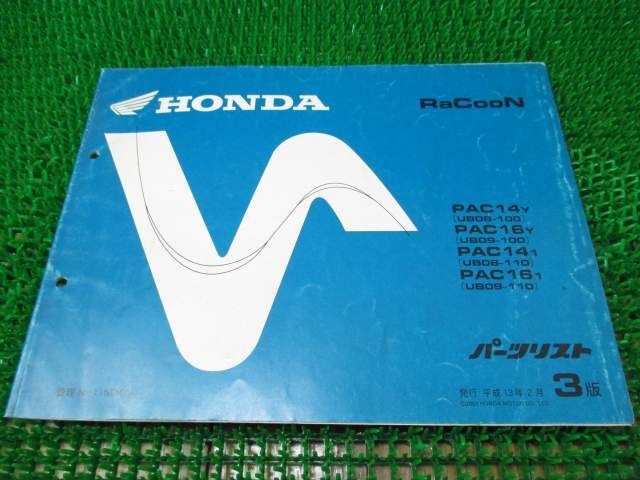 HONDA
RaCooN
PAC14Y
(UB08-100)
PAC16Y
(UB09-100)
PAC141
(UB08-110)
PAC161
(UB09-110)
パーツリスト
発行 平成13年2月
3版